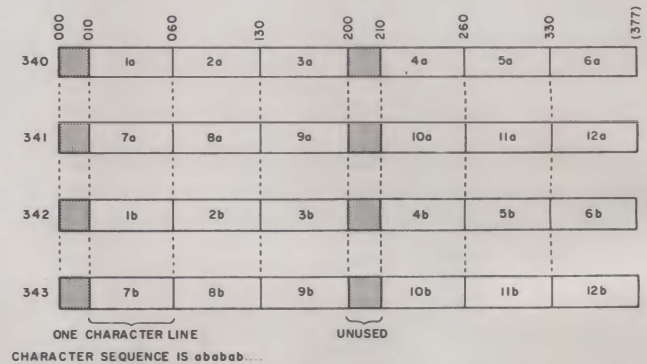 000 010 060 130 200 210 260 330 (377)
340 1a 2a 3a 4a 5a 6a
341 7a 8a 9a 10a 11a 12a
342 1b 2b 3b 4b 5b 6b
343 7b 8b 9b 10b 11b 12b
ONE CHARACTER LINE UNUSED
CHARACTER SEQUENCE IS ababab....